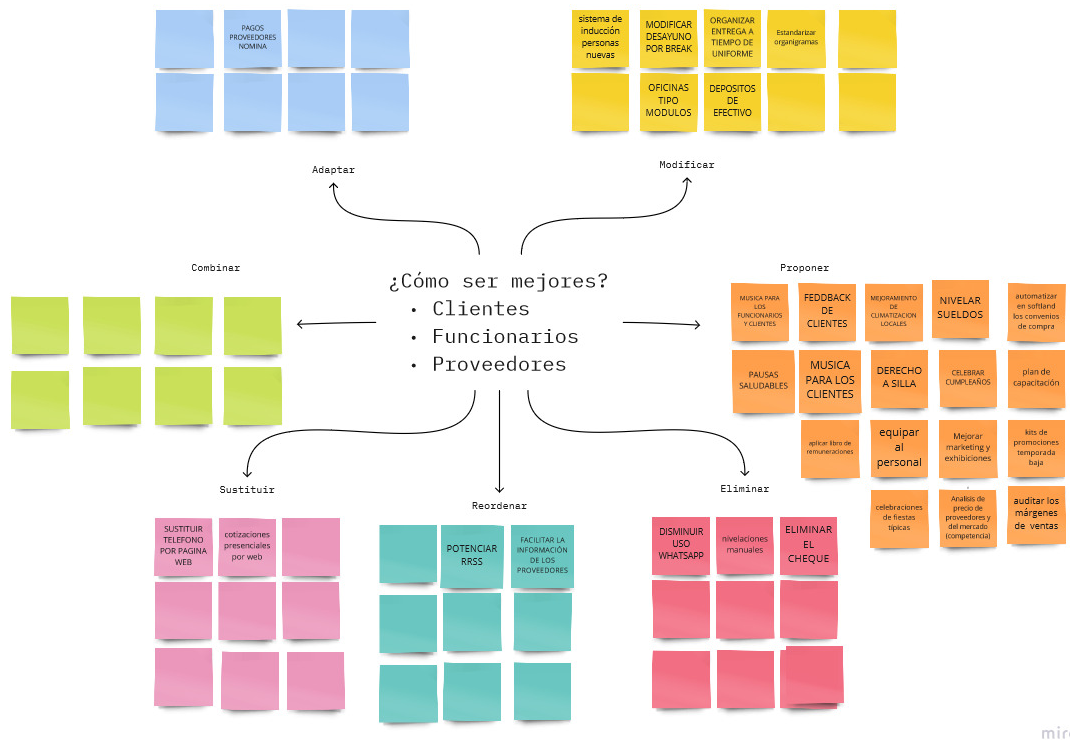 PAGOS
PROVEEDORES
NOMINA
sistema de
inducción
personas
nuevas
MODIFICAR
DESAYUNO
POR BREAK
ORGANIZAR
ENTREGA A
TIEMPO DE
UNIFORME
Estandarizar
organigramas
OFICINAS
TIPO
MODULOS
DEPOSITOS
DE
EFECTIVO
Adaptar
Modificar
Combinar
¿Cómo ser mejores?
• Clientes
• Funcionarios
• Proveedores
Proponer
MUSICA PARA
LOS
FUNCIONARIOS
Y CLIENTES
FEDDBACK
DE
CLIENTES
MEJORAMIENTO
DE
CLIMATIZACION
LOCALES
NIVELAR
SUELDOS
automatizar
en softland
los convenios
de compra
PAUSAS
SALUDABLES
MUSICA
PARA LOS
CLIENTES
DERECHO
A SILLA
CELEBRAR
CUMPLEAÑOS
plan de
capacitación
aplicar libro de
remuneraciones
equipar
al
personal
Mejorar
marketing y
exhibiciones
kits de
promociones
temporada
baja
celebraciones
de fiestas
típicas
Analisis de
precio de
proveedores y
del mercado
(competencia)
auditar los
márgenes
de ventas
Sustituir
Reordenar
Eliminar
SUSTITUIR
TELEFONO
POR PAGINA
WEB
cotizaciones
presenciales
por web
POTENCIAR
RRSS
FACILITAR LA
INFORMACIÓN
DE LOS
PROVEEDORES
DISMINUIR
USO
WHATSAPP
nivelaciones
manuales
ELIMINAR
EL
CHEQUE